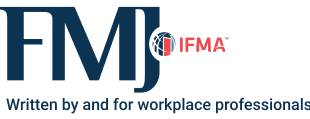 FMJ IFMA™
Written by and for workplace professionals